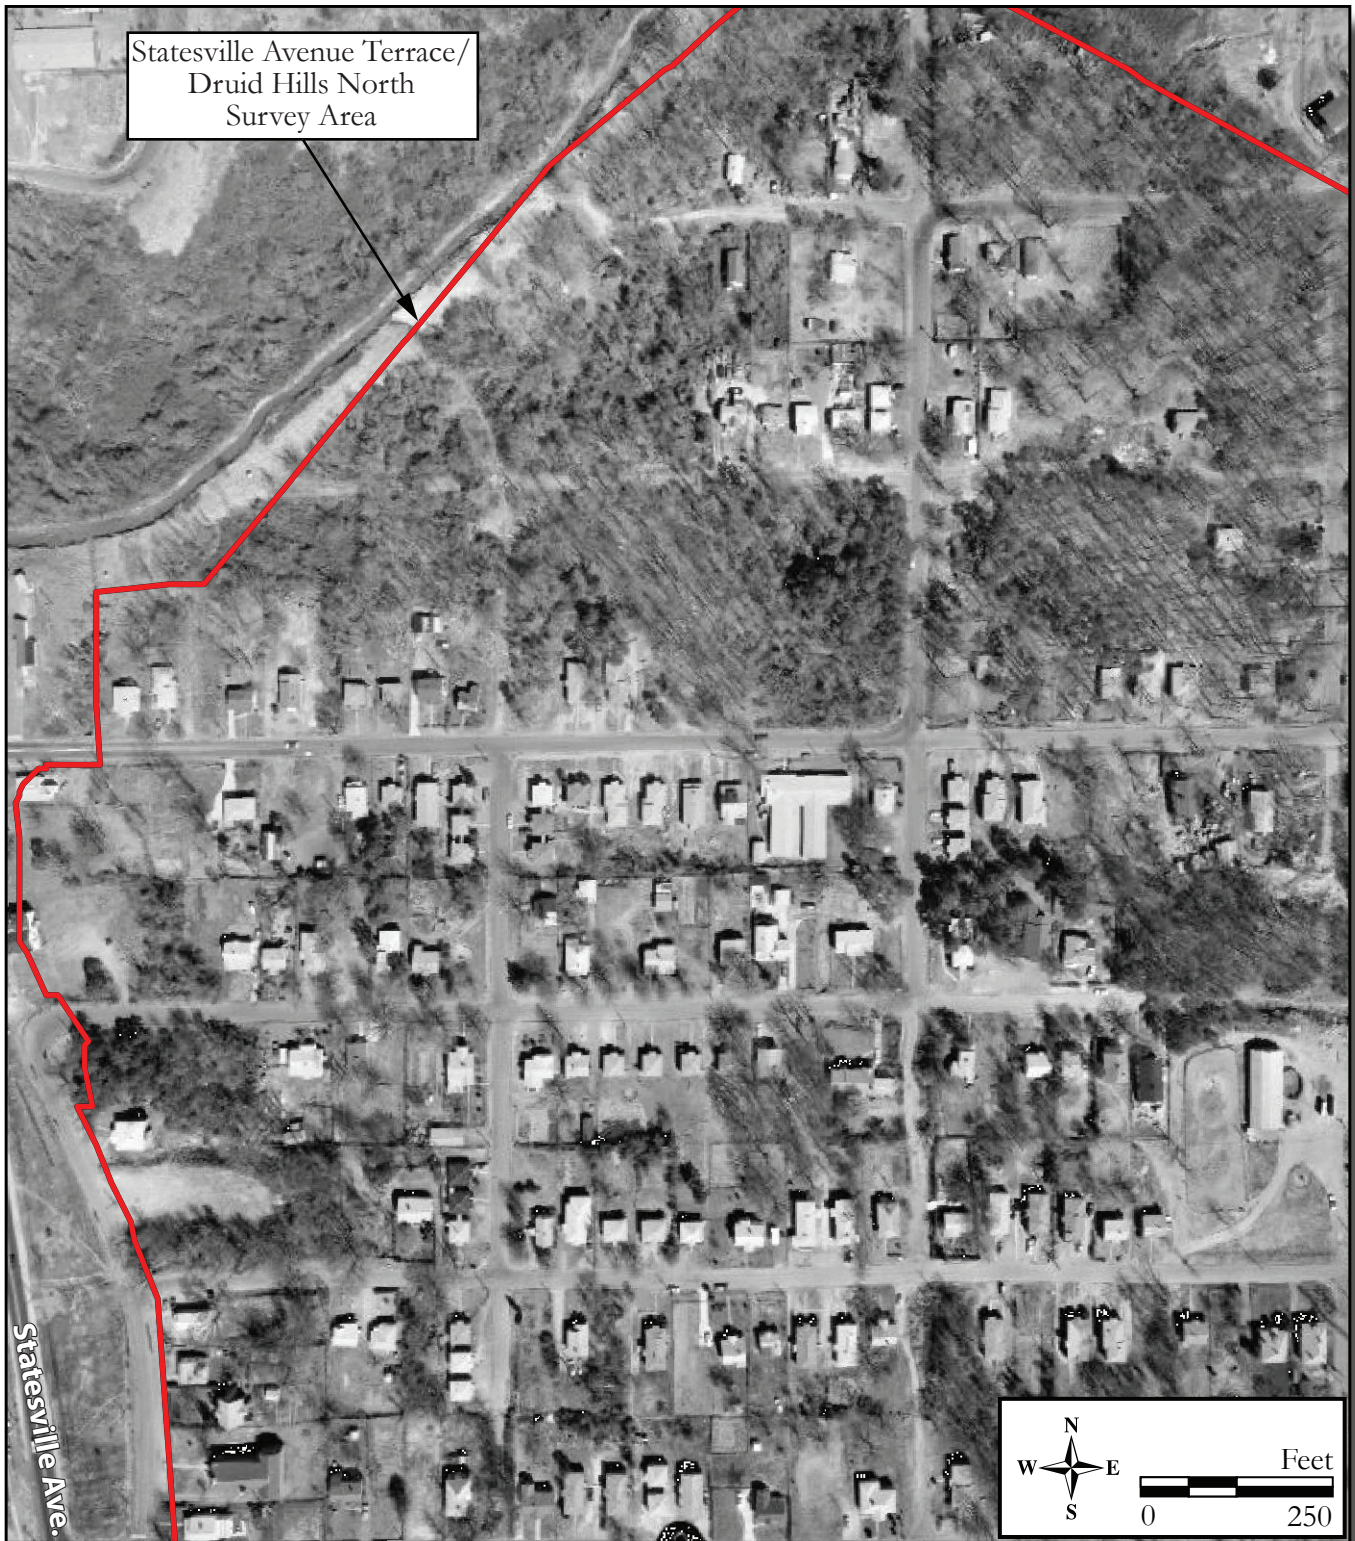 Statesville Avenue Terrace/
Druid Hills North
Survey Area
Statesville Ave.
N
W E
S
Feet
0 250